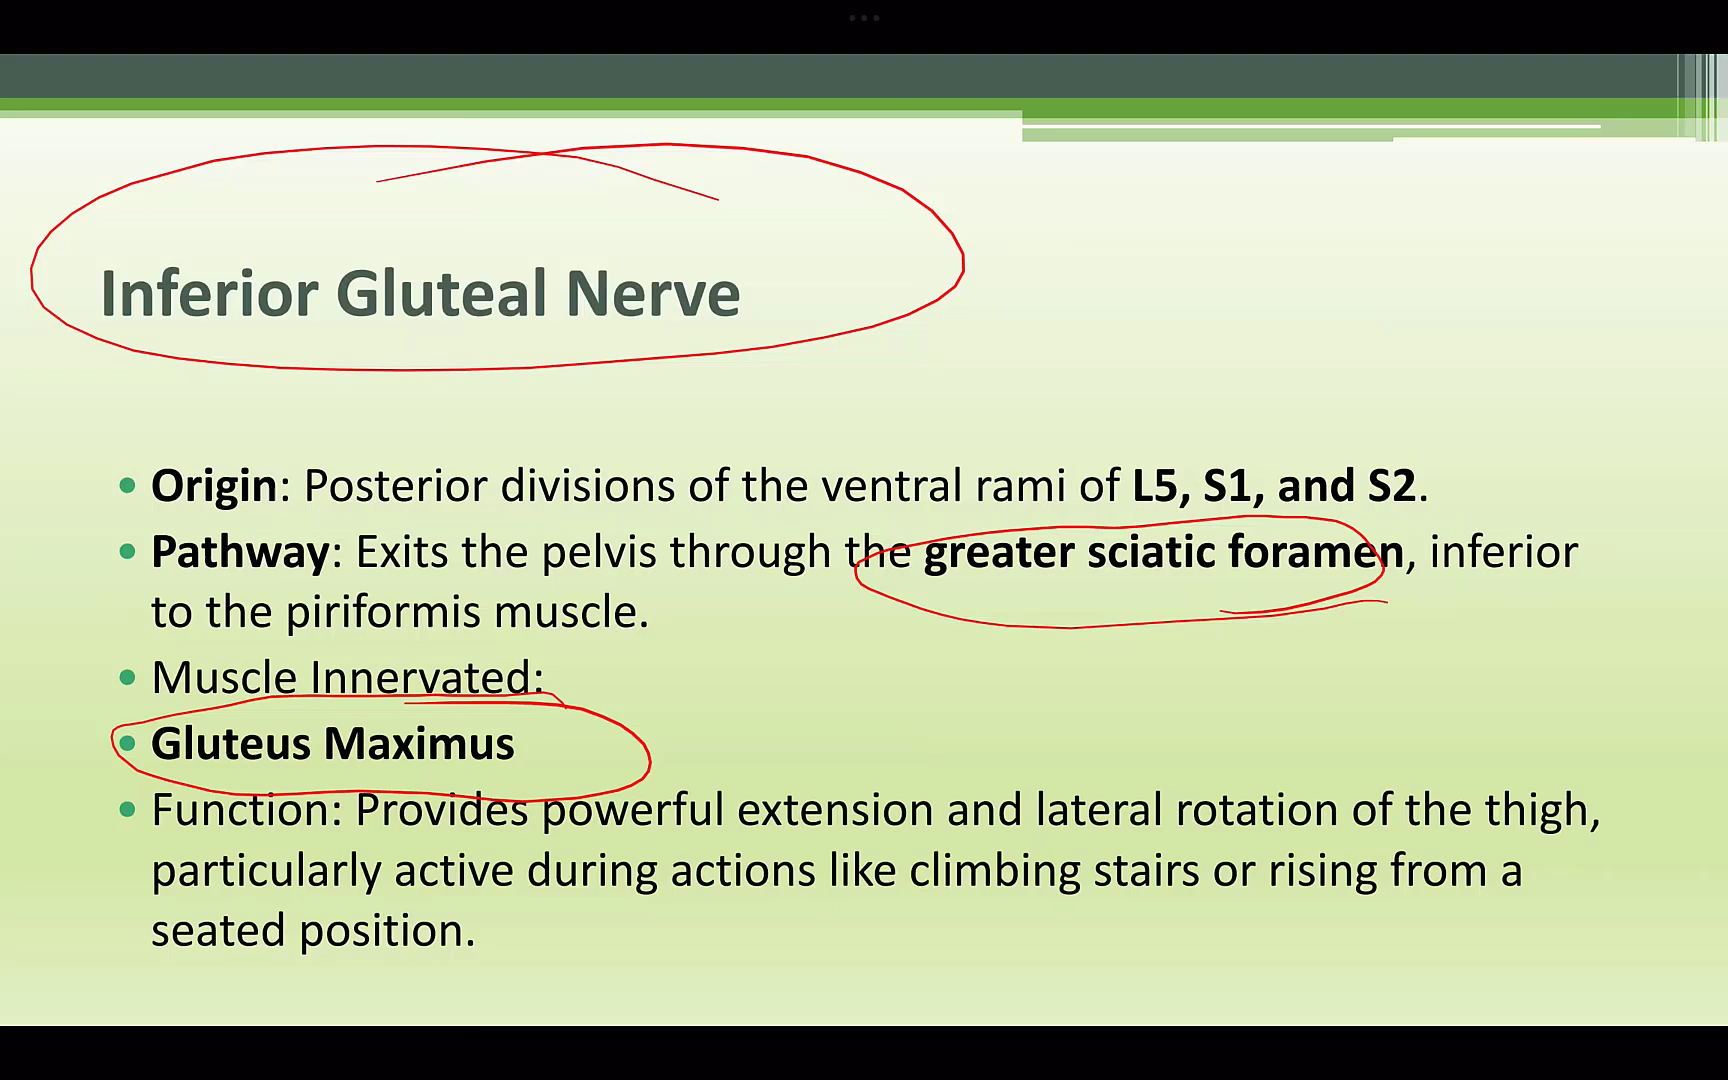 Inferior Gluteal Nerve
• Origin: Posterior divisions of the ventral rami of L5, S1, and S2.
• Pathway: Exits the pelvis through the greater sciatic foramen, inferior
to the piriformis muscle.
• Muscle Innervated:
• Gluteus Maximus
• Function: Provides powerful extension and lateral rotation of the thigh,
particularly active during actions like climbing stairs or rising from a
seated position.